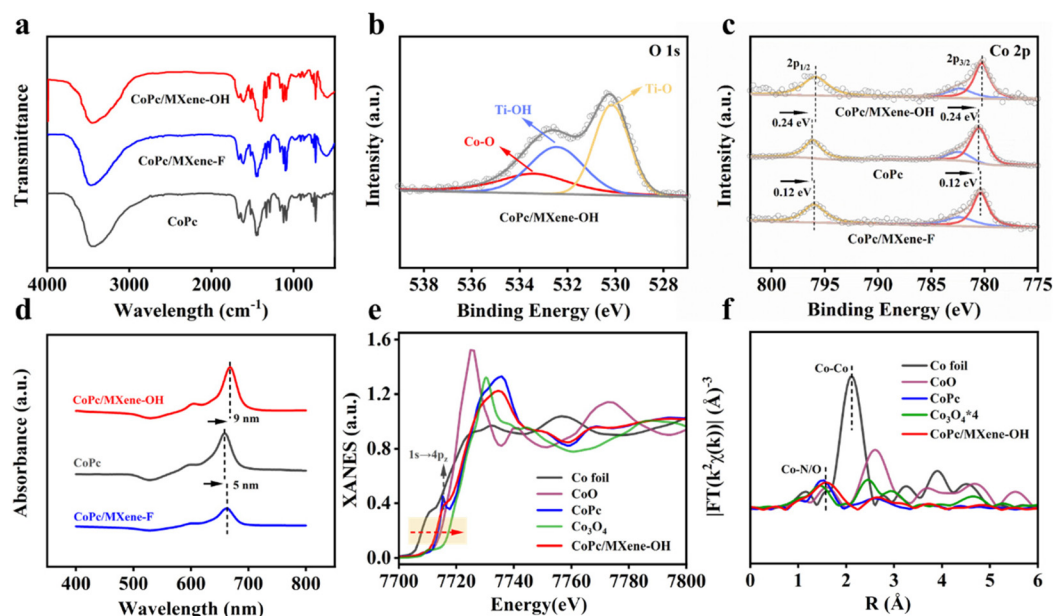 a
Transmittance
CoPc/MXene-OH
CoPc/MXene-F
CoPc
4000 3000 2000 1000
Wavelength (cm-1)
b
O 1s
Intensity (a.u.)
Ti-O
Ti-OH
Co-O
CoPc/MXene-OH
538 536 534 532 530 528
Binding Energy (eV)
c
Co 2p
Intensity (a.u.)
2p1/2 2p3/2
CoPc/MXene-OH
0.24 eV 0.24 eV
CoPc
0.12 eV 0.12 eV
CoPc/MXene-F
800 795 790 785 780 775
Binding Energy (eV)
d
Absorbance (a.u.)
CoPc/MXene-OH
9 nm
CoPc
5 nm
CoPc/MXene-F
400 500 600 700 800
Wavelength (nm)
e
XANES (a.u.)
1.6
1.2
0.8
0.4
0.0
1s→4pz
Co foil
CoO
CoPc
Co3O4
CoPc/MXene-OH
7700 7720 7740 7760 7780 7800
Energy(eV)
f
|FT(k2χ(k))| (Å)-3
Co-Co
Co-N/O
Co foil
CoO
CoPc
Co3O4*4
CoPc/MXene-OH
0 1 2 3 4 5 6
R (Å)